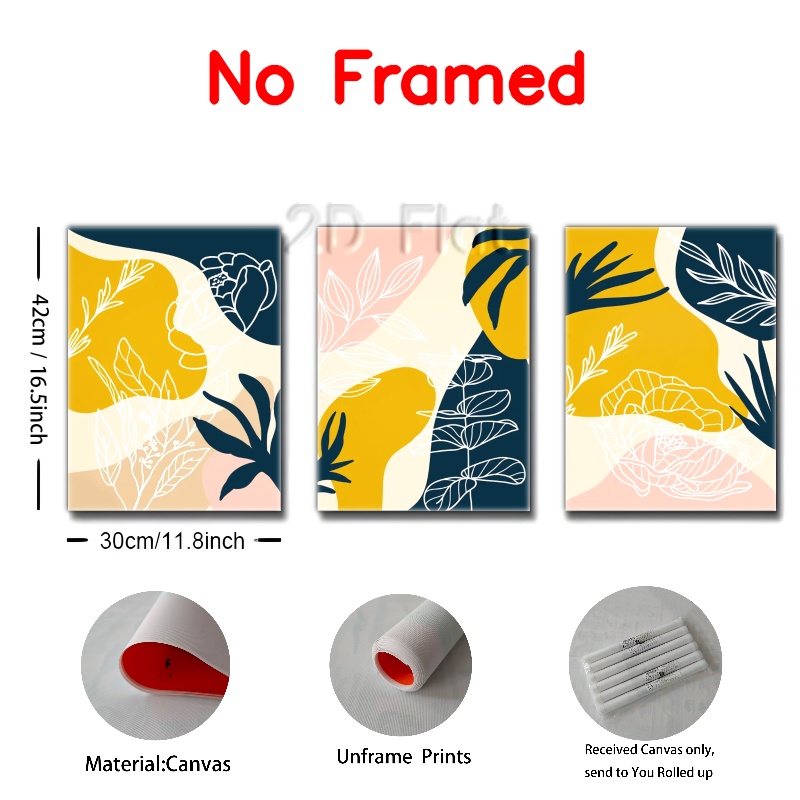 No Framed
2D Flat
42cm / 16.5inch
30cm/11.8inch
Material:Canvas
Unframe Prints
Received Canvas only,
send to You Rolled up